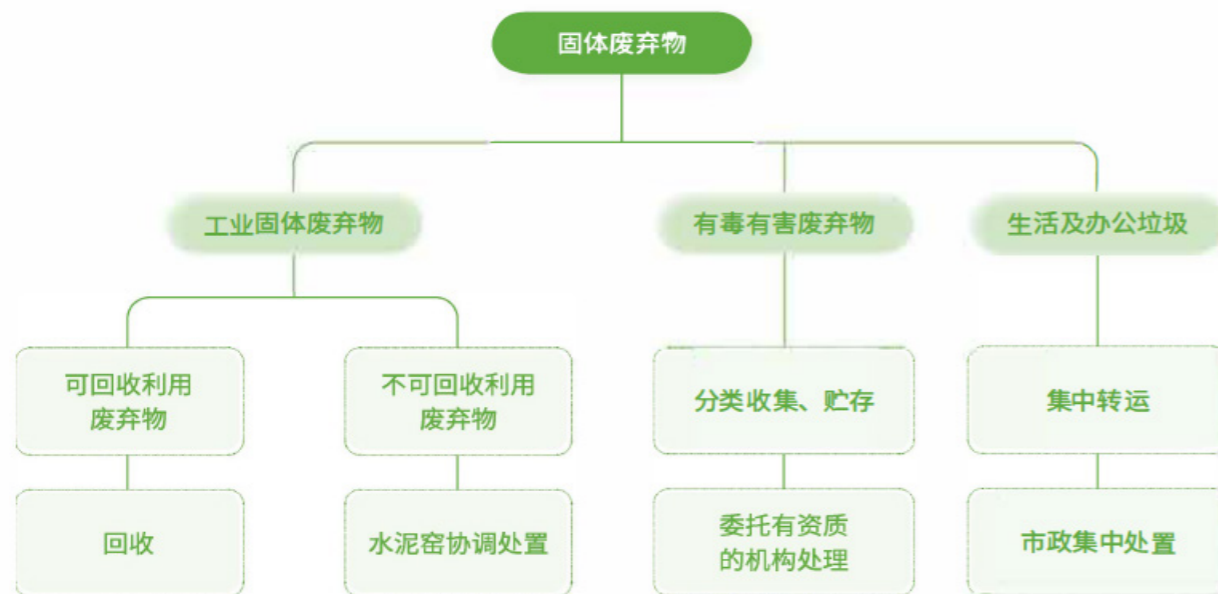 固体废弃物
工业固体废弃物
有毒有害废弃物
生活及办公垃圾
可回收利用
废弃物
不可回收利用
废弃物
分类收集、贮存
集中转运
回收
水泥窑协调处置
委托有资质
的机构处理
市政集中处置